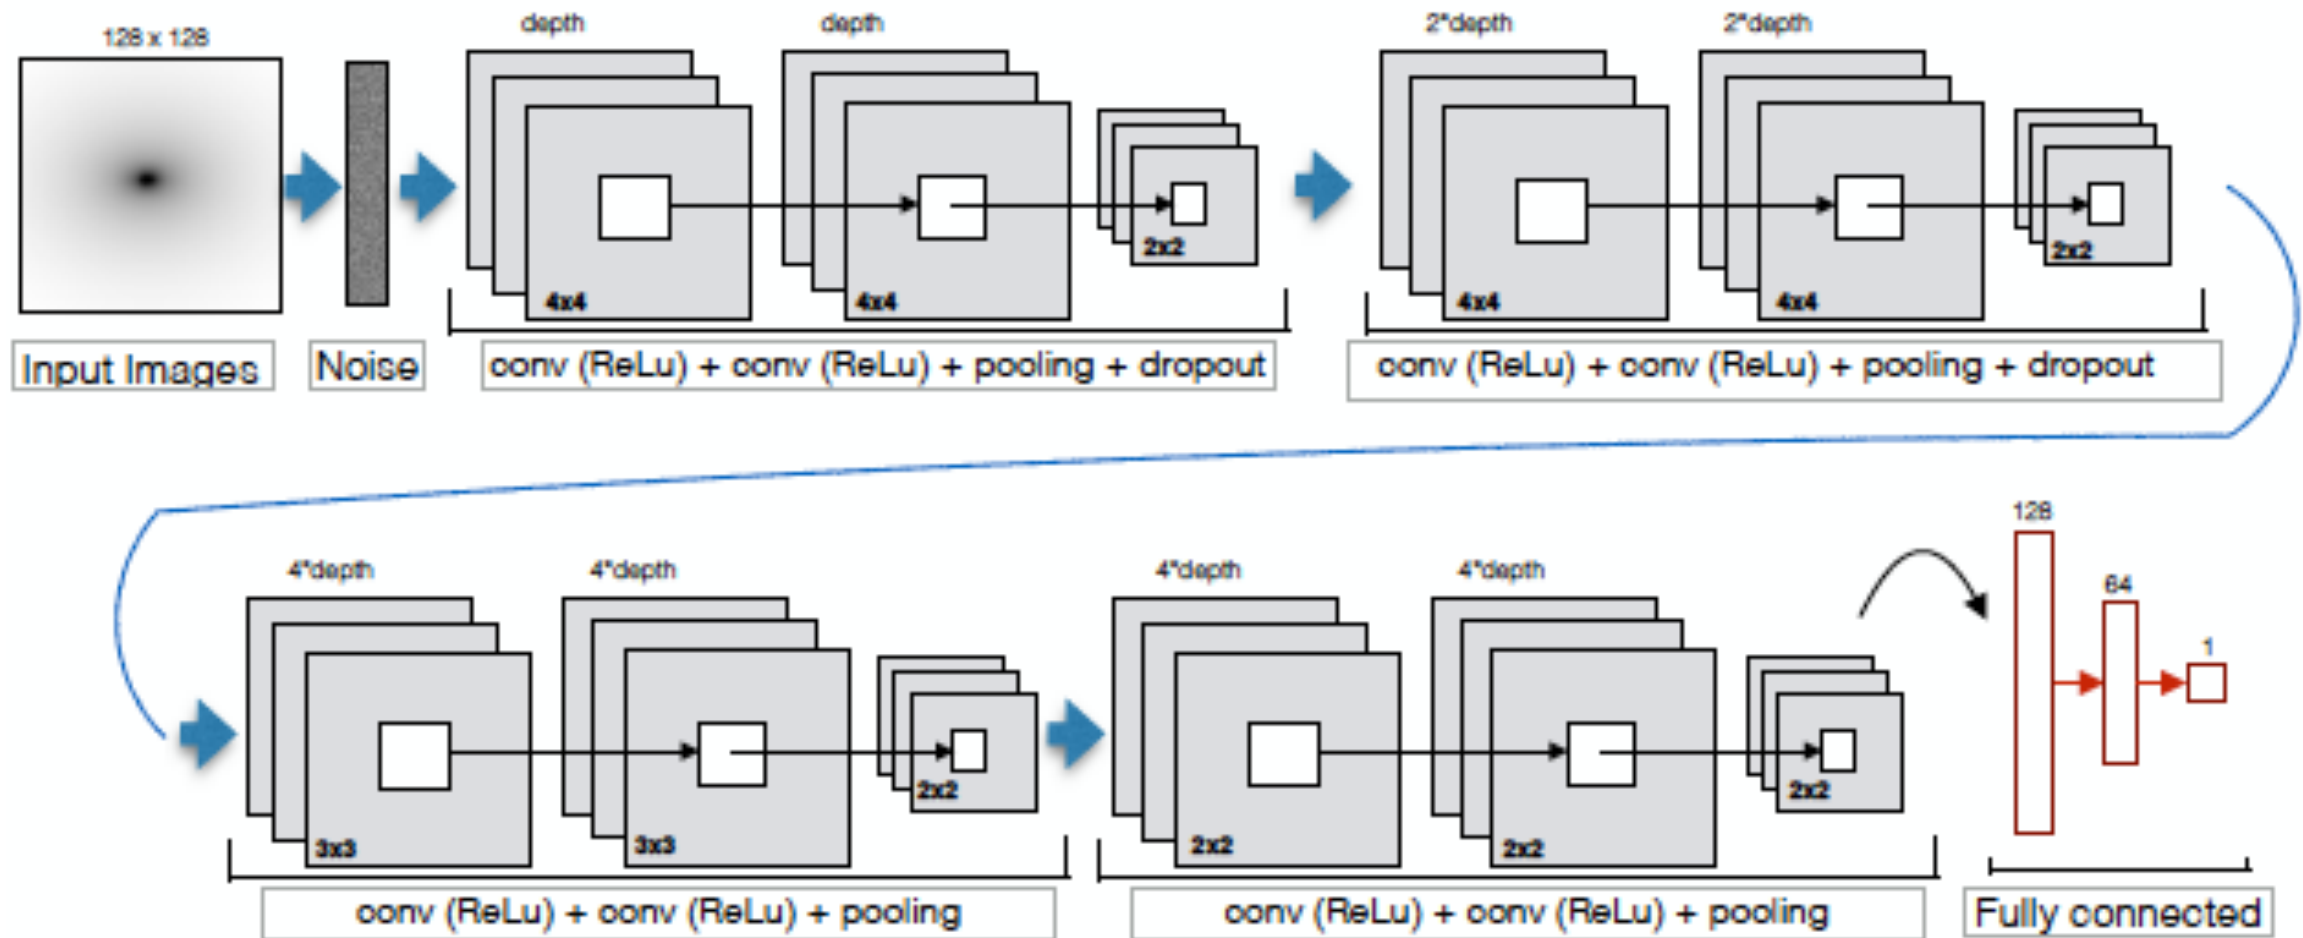 128 x 128
depth
depth
2*depth
2*depth
4x4
4x4
2x2
4x4
4x4
2x2
Input Images
Noise
conv (ReLu) + conv (ReLu) + pooling + dropout
conv (ReLu) + conv (ReLu) + pooling + dropout
4*depth
4*depth
4*depth
4*depth
128
64
1
3x3
3x3
2x2
2x2
2x2
2x2
conv (ReLu) + conv (ReLu) + pooling
conv (ReLu) + conv (ReLu) + pooling
Fully connected